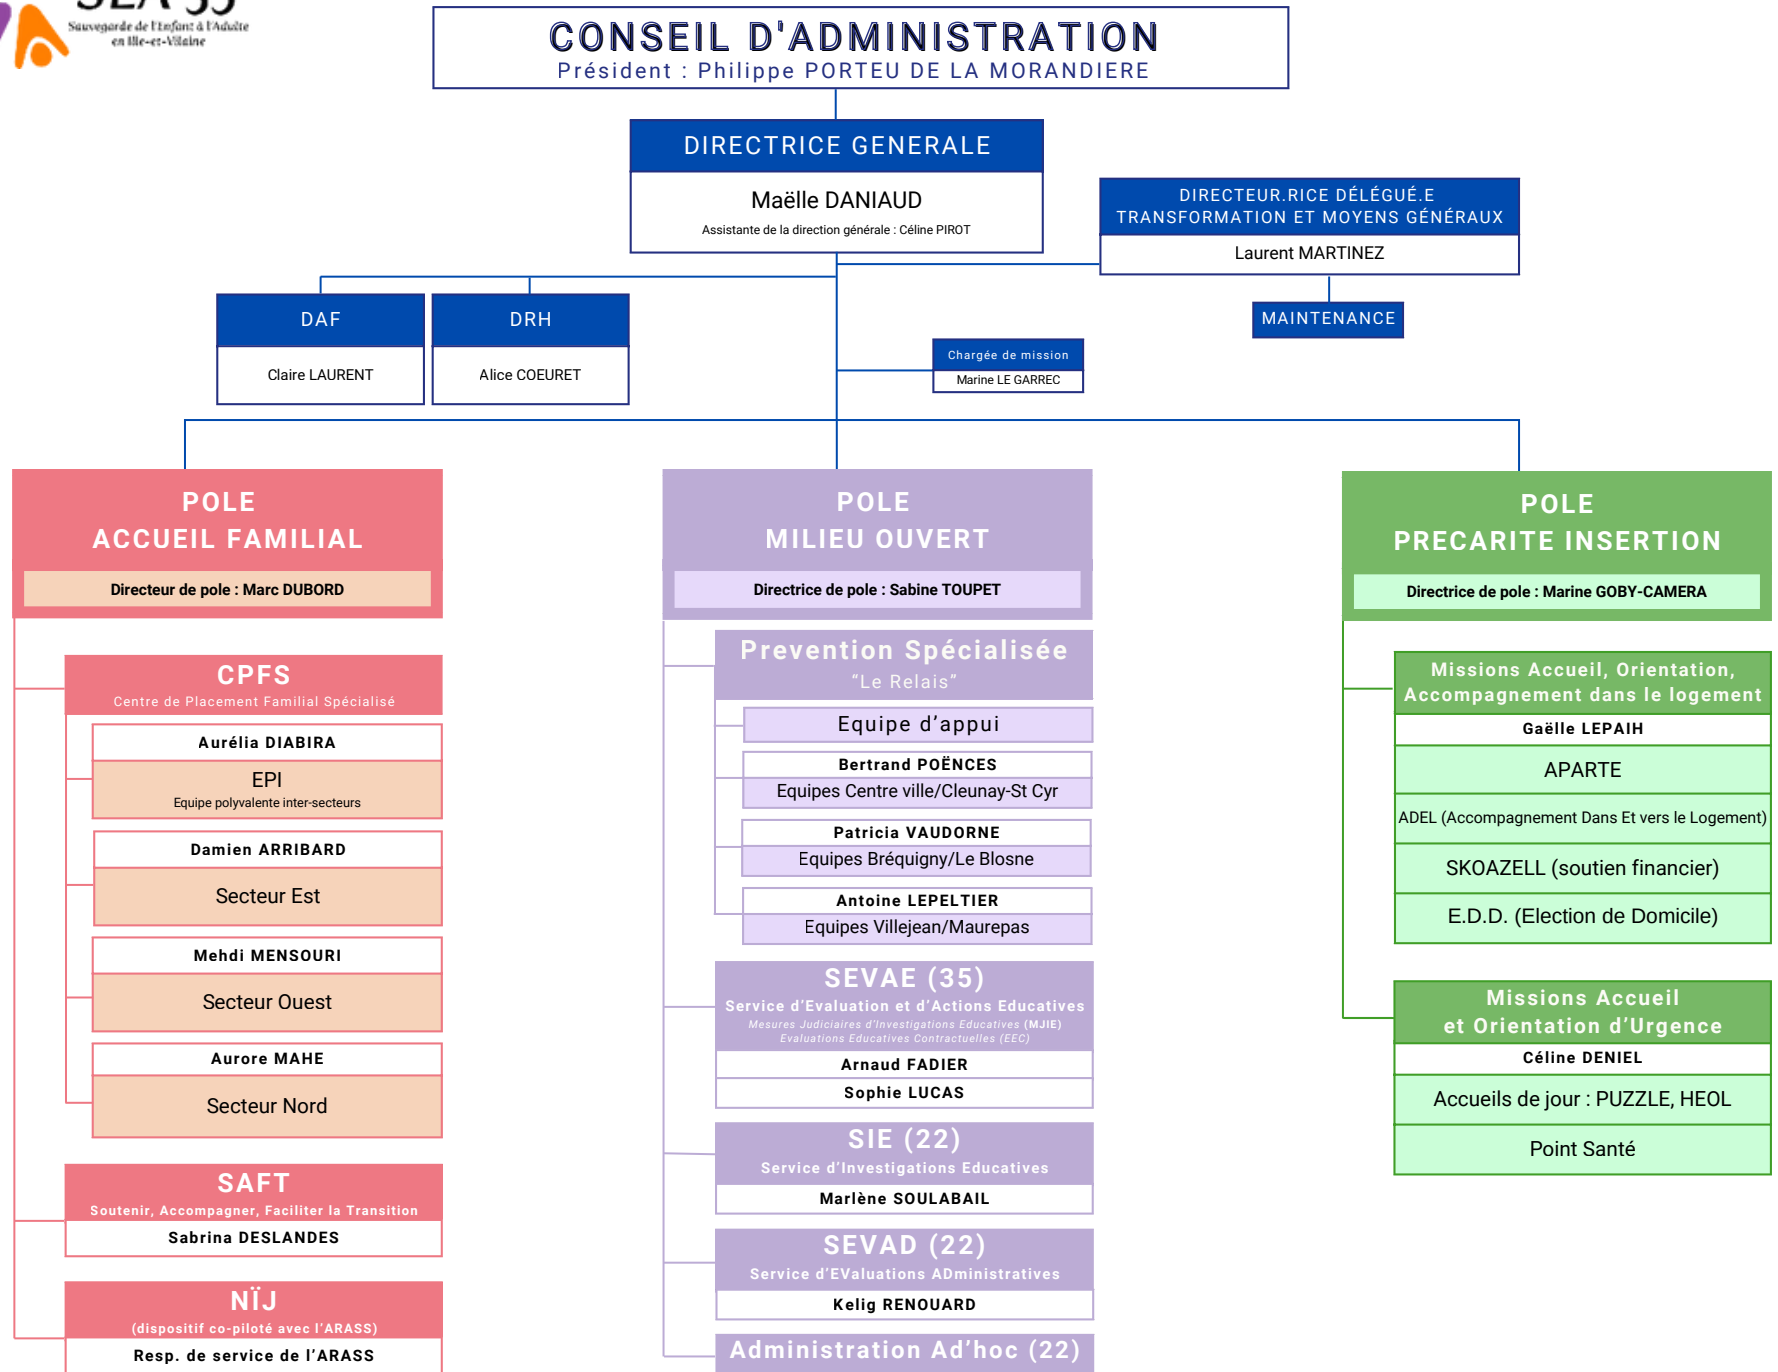 SEA 35
Sauvegarde de l'Enfant à l'Adulte
en Ille-et-Vilaine
CONSEIL D'ADMINISTRATION
Président : Philippe PORTEU DE LA MORANDIERE
DIRECTRICE GENERALE
Maëlle DANIAUD
Assistante de la direction générale : Céline PIROT
DIRECTEUR.RICE DÉLÉGUÉ.E
TRANSFORMATION ET MOYENS GÉNÉRAUX
Laurent MARTINEZ
MAINTENANCE
DAF
Claire LAURENT
DRH
Alice COEURET
Chargée de mission
Marine LE GARREC
POLE
ACCUEIL FAMILIAL
Directeur de pole : Marc DUBORD
CPFS
Centre de Placement Familial Spécialisé
Aurélia DIABIRA
EPI
Equipe polyvalente inter-secteurs
Damien ARRIBARD
Secteur Est
Mehdi MENSOURI
Secteur Ouest
Aurore MAHE
Secteur Nord
SAFT
Soutenir, Accompagner, Faciliter la Transition
Sabrina DESLANDES
NÏJ
(dispositif co-piloté avec l'ARASS)
Resp. de service de l'ARASS
POLE
MILIEU OUVERT
Directrice de pole : Sabine TOUPET
Prevention Spécialisée
“Le Relais”
Equipe d’appui
Bertrand POËNCES
Equipes Centre ville/Cleunay-St Cyr
Patricia VAUDORNE
Equipes Bréquigny/Le Blosne
Antoine LEPELTIER
Equipes Villejean/Maurepas
SEVAE (35)
Service d’Evaluation et d’Actions Educatives
Mesures Judiciaires d’Investigations Educatives (MJIE)
Evaluations Educatives Contractuelles (EEC)
Arnaud FADIER
Sophie LUCAS
SIE (22)
Service d’Investigations Educatives
Marlène SOULABAIL
SEVAD (22)
Service d’EValuations ADministratives
Kelig RENOUARD
Administration Ad’hoc (22)
POLE
PRECARITE INSERTION
Directrice de pole : Marine GOBY-CAMERA
Missions Accueil, Orientation,
Accompagnement dans le logement
Gaëlle LEPAIH
APARTE
ADEL (Accompagnement Dans Et vers le Logement)
SKOAZELL (soutien financier)
E.D.D. (Election de Domicile)
Missions Accueil
et Orientation d’Urgence
Céline DENIEL
Accueils de jour : PUZZLE, HEOL
Point Santé